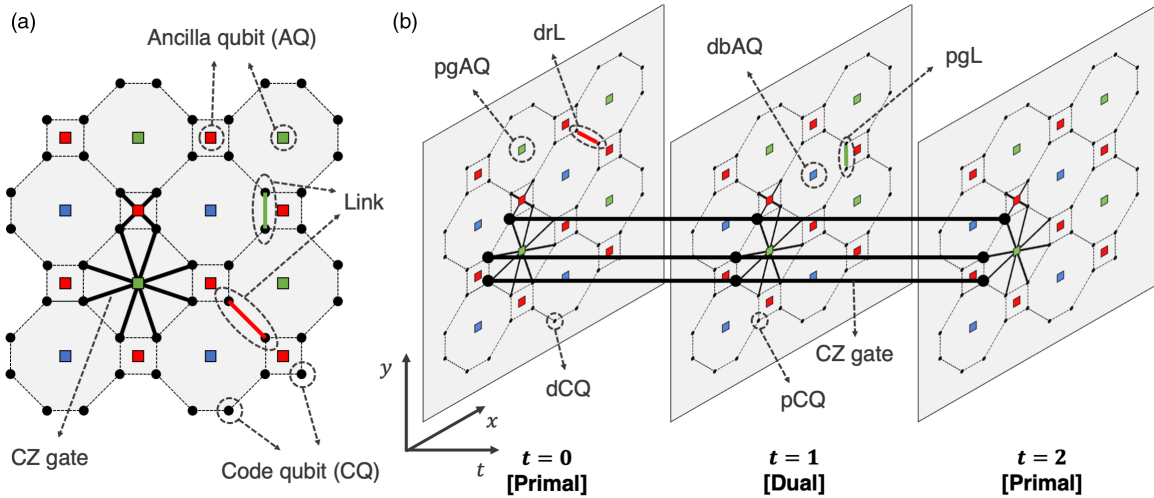 (a)
Ancilla qubit (AQ)
Link
CZ gate
Code qubit (CQ)
(b)
pgAQ
drL
dbAQ
pgL
dCQ
pCQ
CZ gate
y
x
t
t = 0
[Primal]
t = 1
[Dual]
t = 2
[Primal]